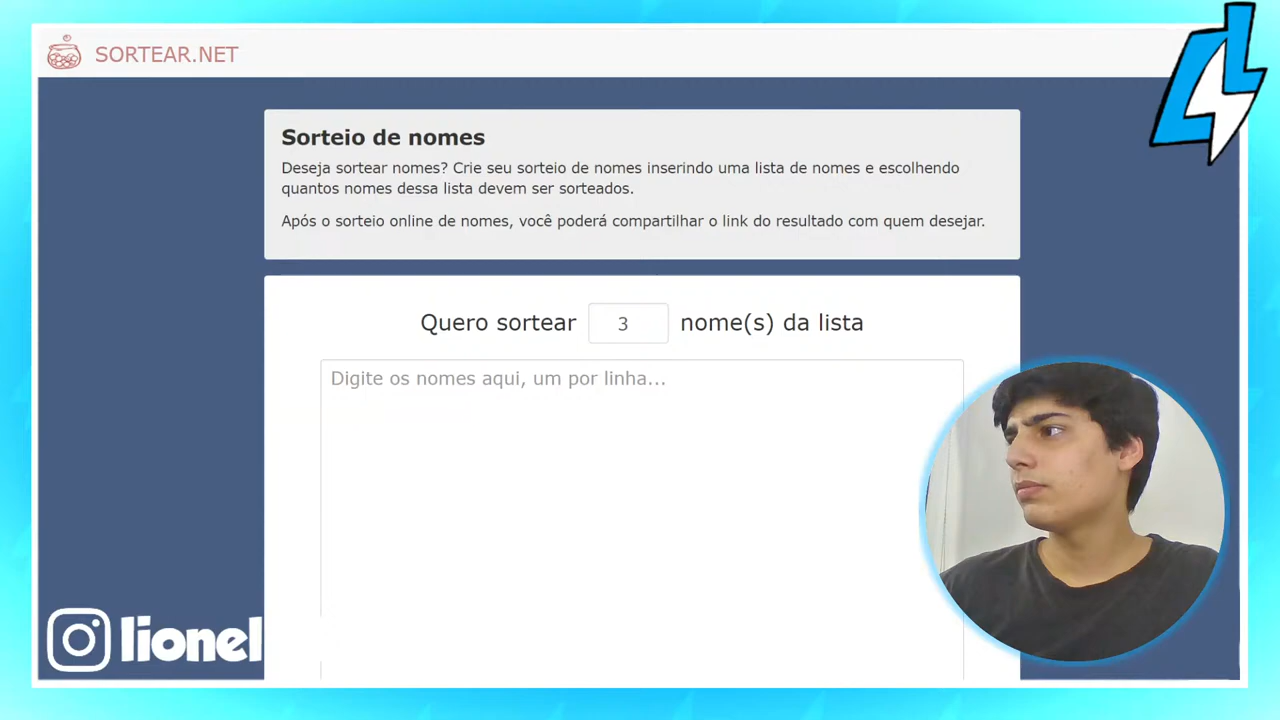 SORTEAR.NET
Sorteio de nomes
Deseja sortear nomes? Crie seu sorteio de nomes inserindo uma lista de nomes e escolhendo
quantos nomes dessa lista devem ser sorteados.
Após o sorteio online de nomes, você poderá compartilhar o link do resultado com quem desejar.
Quero sortear 3 nome(s) da lista
Digite os nomes aqui, um por linha...
lionel